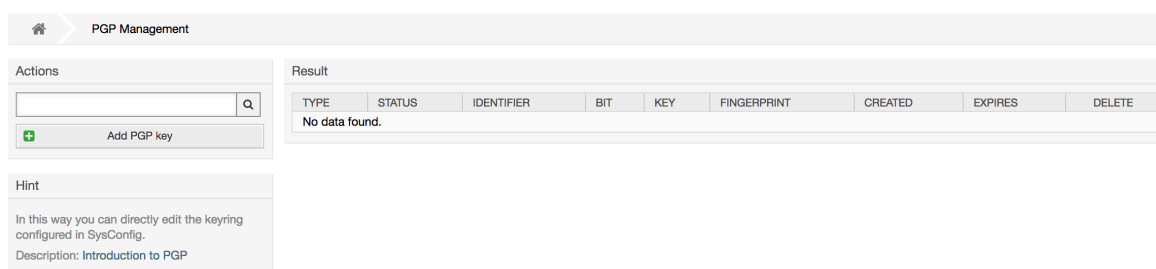 PGP Management
Actions
Add PGP key
Hint
In this way you can directly edit the keyring
configured in SysConfig.
Description: Introduction to PGP
Result
TYPE STATUS IDENTIFIER BIT KEY FINGERPRINT CREATED EXPIRES DELETE
No data found.